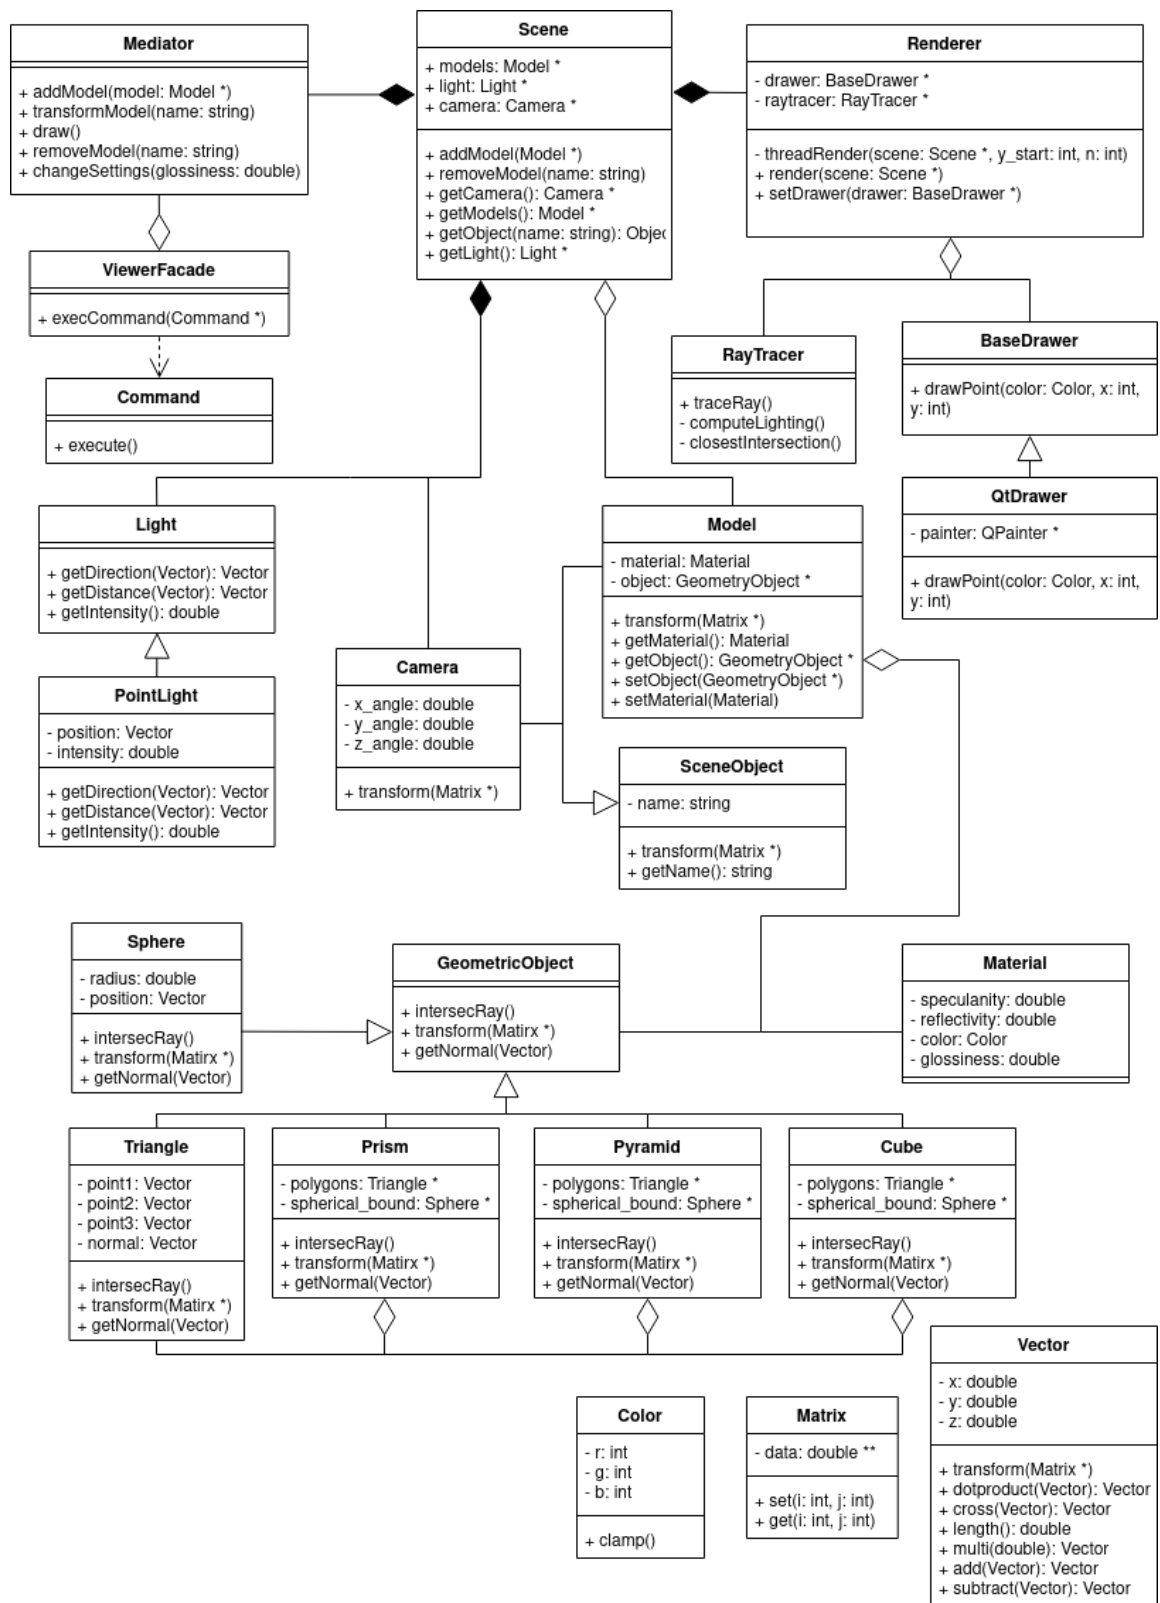 Mediator
+ addModel(model: Model *)
+ transformModel(name: string)
+ draw()
+ removeModel(name: string)
+ changeSettings(glossiness: double)
Scene
+ models: Model *
+ light: Light *
+ camera: Camera *
+ addModel(Model *)
+ removeModel(name: string)
+ getCamera(): Camera *
+ getModels(): Model *
+ getObject(name: string): Objec
+ getLight(): Light *
Renderer
- drawer: BaseDrawer *
- raytracer: RayTracer *
- threadRender(scene: Scene *, y_start: int, n: int)
+ render(scene: Scene *)
+ setDrawer(drawer: BaseDrawer *)
ViewerFacade
+ execCommand(Command *)
Command
+ execute()
RayTracer
+ traceRay()
- computeLighting()
- closestIntersection()
BaseDrawer
+ drawPoint(color: Color, x: int,
y: int)
QtDrawer
- painter: QPainter *
+ drawPoint(color: Color, x: int,
y: int)
Light
+ getDirection(Vector): Vector
+ getDistance(Vector): Vector
+ getIntensity(): double
Model
- material: Material
- object: GeometryObject *
+ transform(Matrix *)
+ getMaterial(): Material
+ getObject(): GeometryObject *
+ setObject(GeometryObject *)
+ setMaterial(Material)
PointLight
- position: Vector
- intensity: double
+ getDirection(Vector): Vector
+ getDistance(Vector): Vector
+ getIntensity(): double
Camera
- x_angle: double
- y_angle: double
- z_angle: double
+ transform(Matrix *)
SceneObject
- name: string
+ transform(Matrix *)
+ getName(): string
Sphere
- radius: double
- position: Vector
+ intersecRay()
+ transform(Matirx *)
+ getNormal(Vector)
GeometricObject
+ intersecRay()
+ transform(Matirx *)
+ getNormal(Vector)
Material
- specularity: double
- reflectivity: double
- color: Color
- glossiness: double
Triangle
- point1: Vector
- point2: Vector
- point3: Vector
- normal: Vector
+ intersecRay()
+ transform(Matirx *)
+ getNormal(Vector)
Prism
- polygons: Triangle *
- spherical_bound: Sphere *
+ intersecRay()
+ transform(Matirx *)
+ getNormal(Vector)
Pyramid
- polygons: Triangle *
- spherical_bound: Sphere *
+ intersecRay()
+ transform(Matirx *)
+ getNormal(Vector)
Cube
- polygons: Triangle *
- spherical_bound: Sphere *
+ intersecRay()
+ transform(Matirx *)
+ getNormal(Vector)
Color
- r: int
- g: int
- b: int
+ clamp()
Matrix
- data: double **
+ set(i: int, j: int)
+ get(i: int, j: int)
Vector
- x: double
- y: double
- z: double
+ transform(Matrix *)
+ dotproduct(Vector): Vector
+ cross(Vector): Vector
+ length(): double
+ multi(double): Vector
+ add(Vector): Vector
+ subtract(Vector): Vector